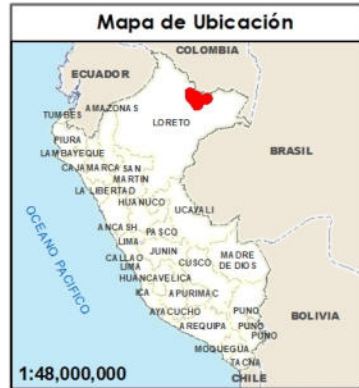 Mapa de Ubicación
COLOMBIA
ECUADOR
TUMBES
AMAZONAS
LORETO
PIURA
LAMBAYEQUE
BRASIL
CAJAMARCA
SAN
MARTIN
LA LIBERTAD
HUANUCO
UCAYALI
ANCASH
PASCO
LIMA
JUNIN
MADRE
DE DIOS
CALLAO
LIMA
CUSCO
HUANCAVELICA
ICA
APURIMAC
OCEANO PACIFICO
AYACUCHO
PUNO
BOLIVIA
AREQUIPA
PUNO
PUNO
MOQUEGUA
TACNA
1:48,000,000
CHILE